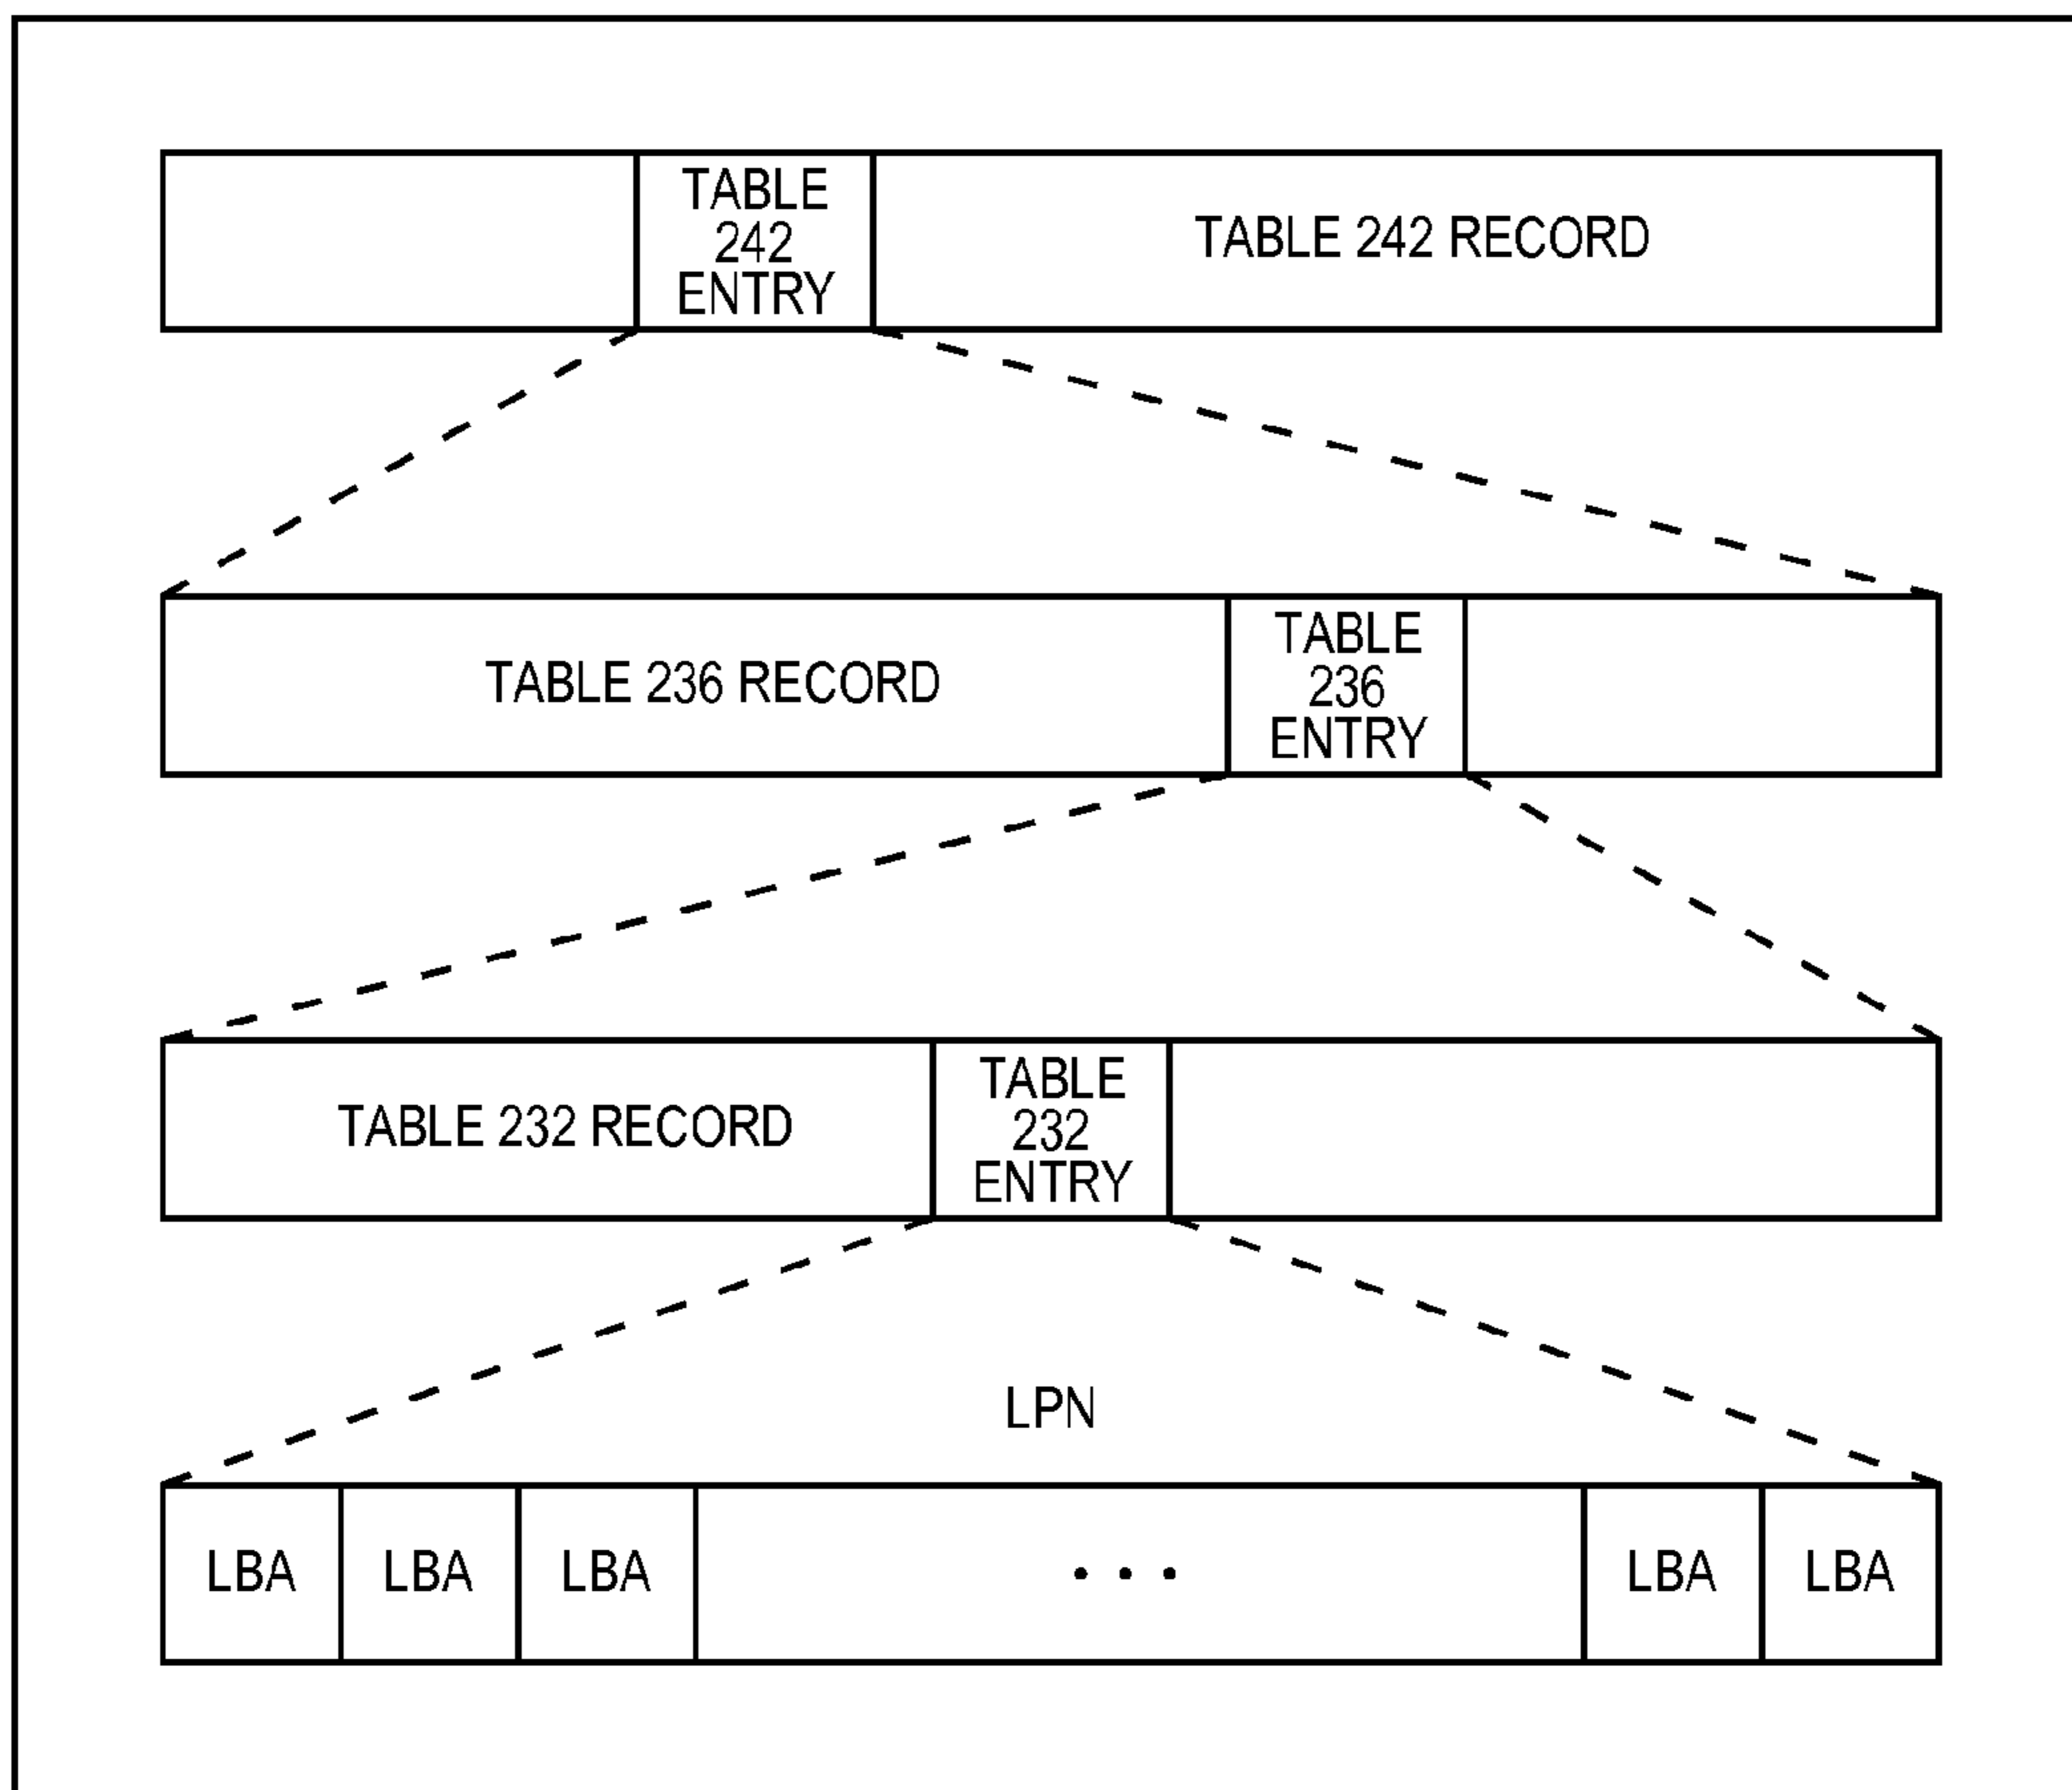 TABLE
242
ENTRY
TABLE 242 RECORD
TABLE 236 RECORD
TABLE
236
ENTRY
TABLE 232 RECORD
TABLE
232
ENTRY
LPN
LBA LBA LBA • • • LBA LBA